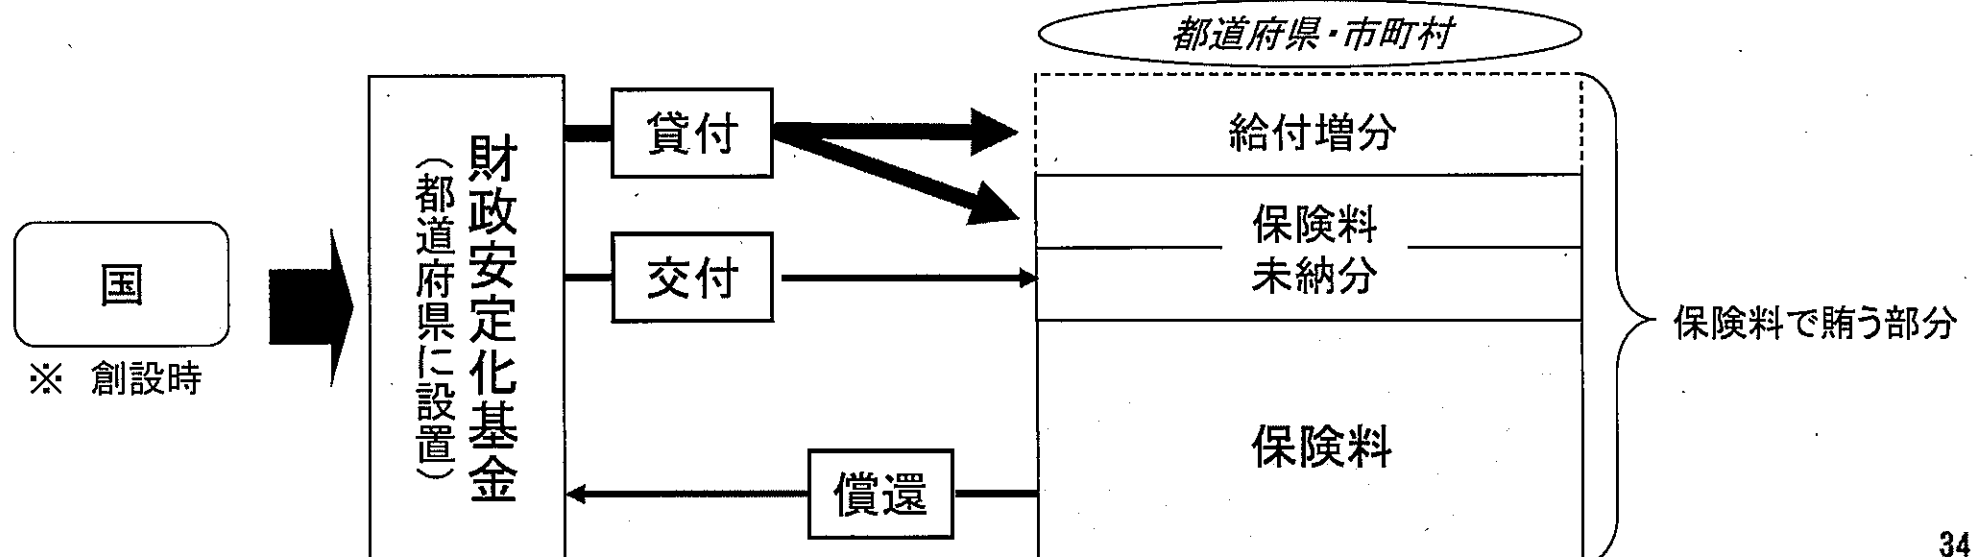 都道府県・市町村
国
※ 創設時
財政安定化基金
（都道府県に設置）
貸付
交付
償還
給付増分
保険料
未納分
保険料
保険料で賄う部分
34